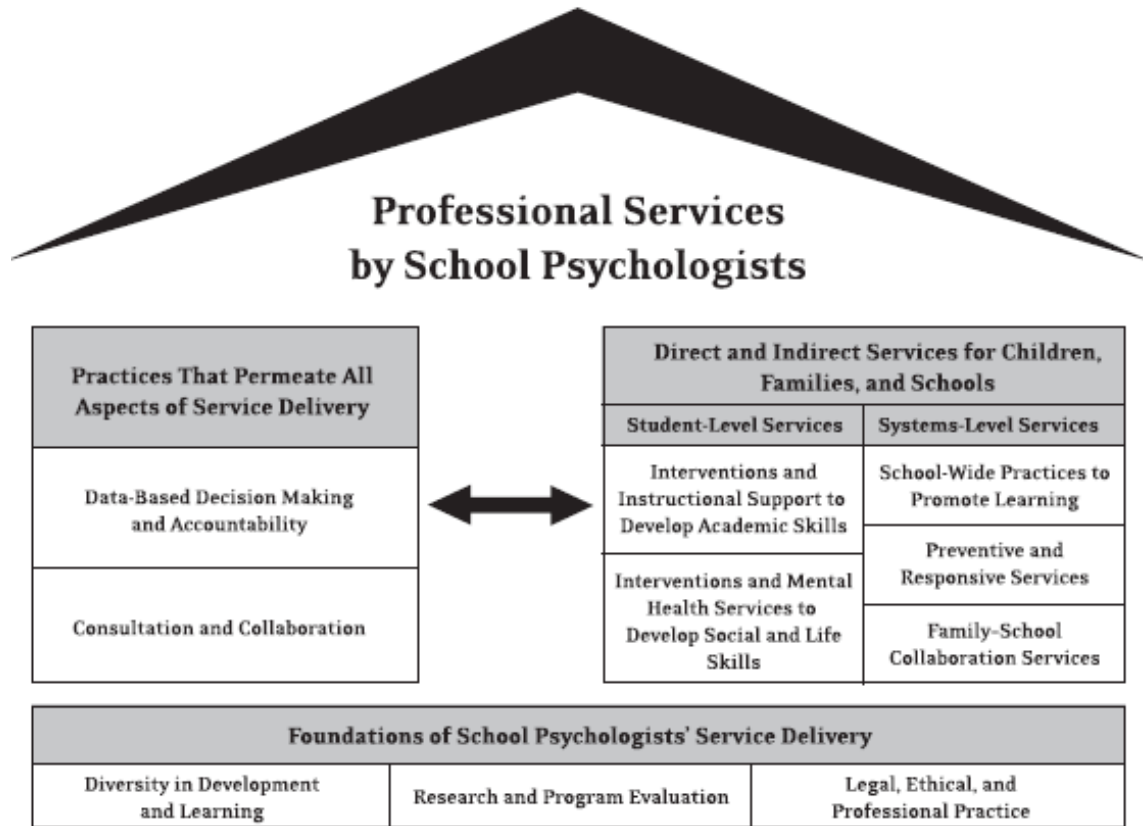 Professional Services
by School Psychologists
Practices That Permeate All
Aspects of Service Delivery
Data-Based Decision Making
and Accountability
Consultation and Collaboration
Direct and Indirect Services for Children,
Families, and Schools
Student-Level Services
Interventions and
Instructional Support to
Develop Academic Skills
Interventions and Mental
Health Services to
Develop Social and Life
Skills
Systems-Level Services
School-Wide Practices to
Promote Learning
Preventive and
Responsive Services
Family–School
Collaboration Services
Foundations of School Psychologists’ Service Delivery
Diversity in Development
and Learning
Research and Program Evaluation
Legal, Ethical, and
Professional Practice